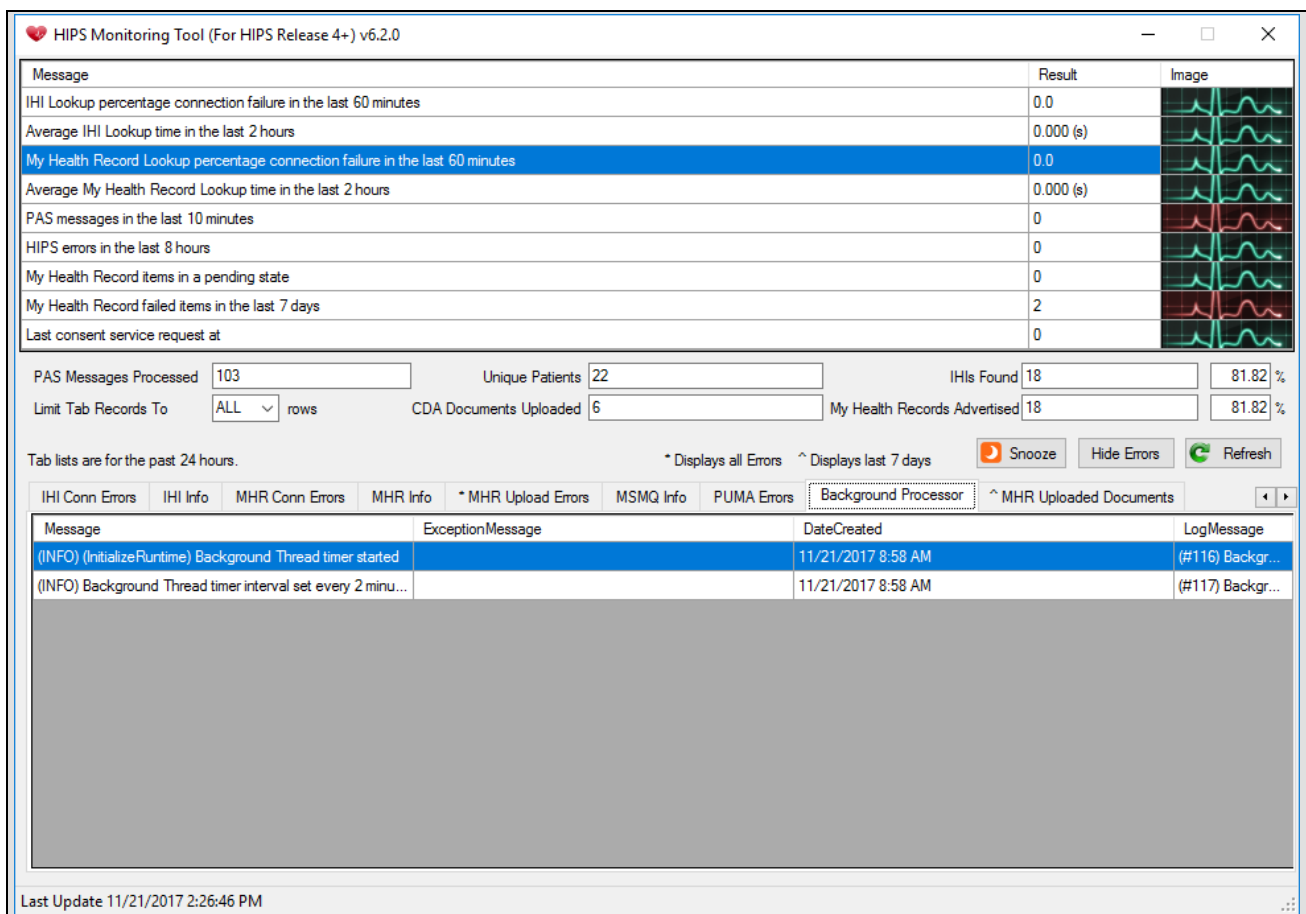 HIPS Monitoring Tool (For HIPS Release 4+) v6.2.0
Message Result Image
IHI Lookup percentage connection failure in the last 60 minutes 0.0
Average IHI Lookup time in the last 2 hours 0.000 (s)
My Health Record Lookup percentage connection failure in the last 60 minutes 0.0
Average My Health Record Lookup time in the last 2 hours 0.000 (s)
PAS messages in the last 10 minutes 0
HIPS errors in the last 8 hours 0
My Health Record items in a pending state 0
My Health Record failed items in the last 7 days 2
Last consent service request at 0
PAS Messages Processed 103 Unique Patients 22 IHIs Found 18 81.82 %
Limit Tab Records To ALL rows CDA Documents Uploaded 6 My Health Records Advertised 18 81.82 %
Tab lists are for the past 24 hours. * Displays all Errors ^ Displays last 7 days Snooze Hide Errors Refresh
IHI Conn Errors IHI Info MHR Conn Errors MHR Info * MHR Upload Errors MSMQ Info PUMA Errors Background Processor ^ MHR Uploaded Documents
Message ExceptionMessage DateCreated LogMessage
(INFO) (InitializeRuntime) Background Thread timer started 11/21/2017 8:58 AM (#116) Backgr...
(INFO) Background Thread timer interval set every 2 minu... 11/21/2017 8:58 AM (#117) Backgr...
Last Update 11/21/2017 2:26:46 PM